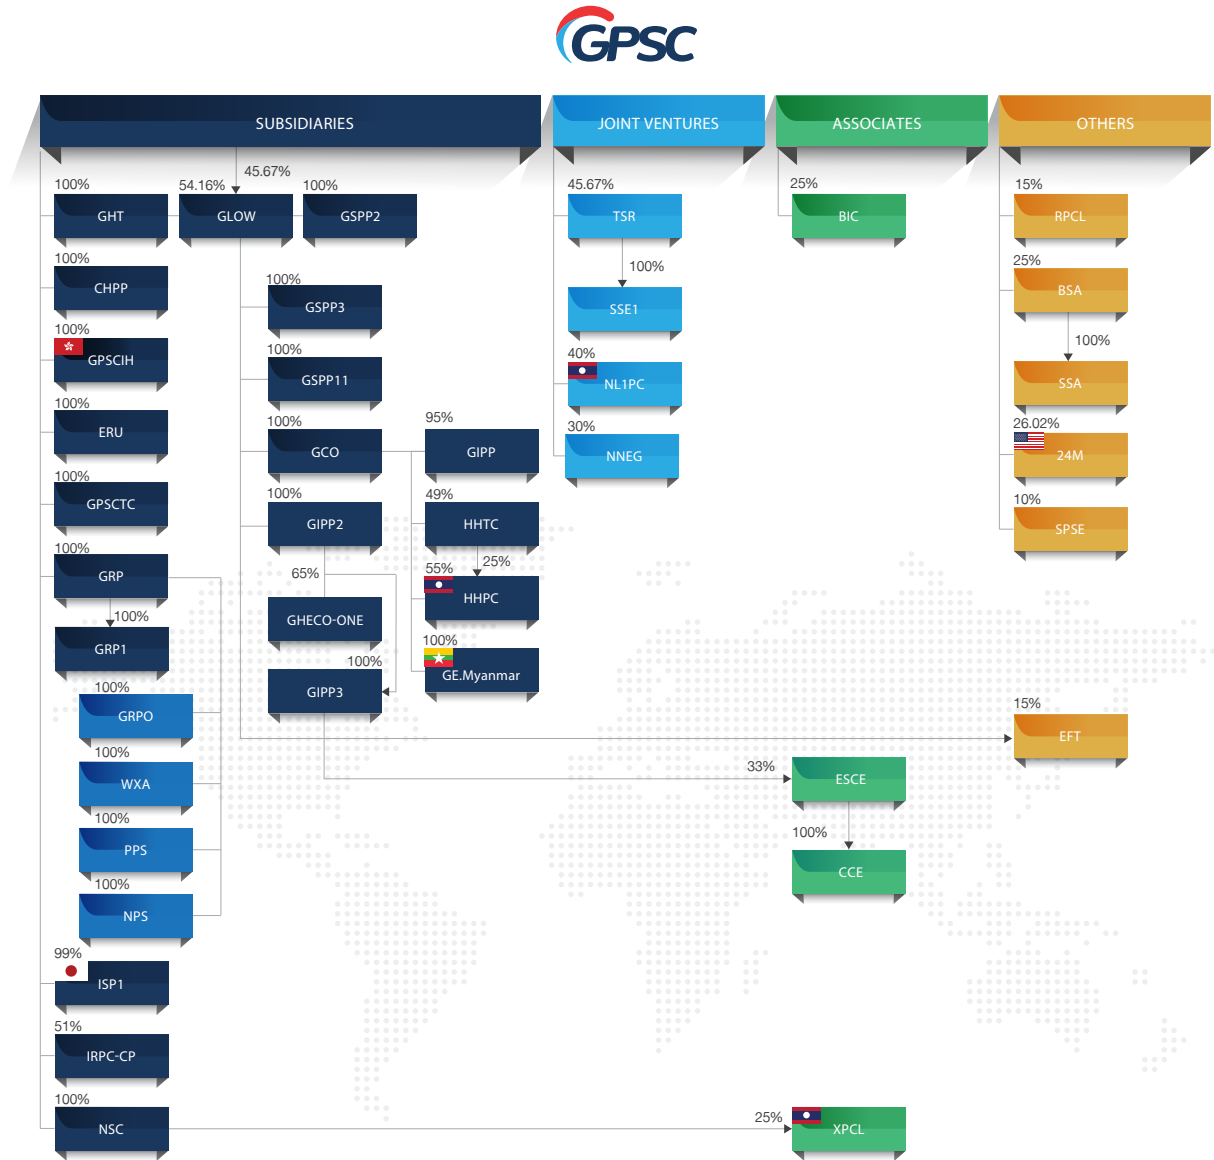 GPSC
SUBSIDIARIES
JOINT VENTURES
ASSOCIATES
OTHERS
45.67%
100%
GHT
54.16%
GLOW
100%
GSPP2
100%
CHPP
100%
GPSCIH
100%
ERU
100%
GPSCTC
100%
GRP
100%
GRP1
100%
GRPO
100%
WXA
100%
PPS
100%
NPS
99%
ISP1
51%
IRPC-CP
100%
NSC
100%
GSPP3
100%
GSPP11
100%
GCO
100%
GIPP2
65%
GHECO-ONE
100%
GIPP3
95%
GIPP
49%
HHTC
25%
55%
HHPC
100%
GE.Myanmar
45.67%
TSR
100%
SSE1
40%
NL1PC
30%
NNEG
25%
BIC
33%
ESCE
100%
CCE
25%
XPCL
15%
RPCL
25%
BSA
100%
SSA
26.02%
24M
10%
SPSE
15%
EFT